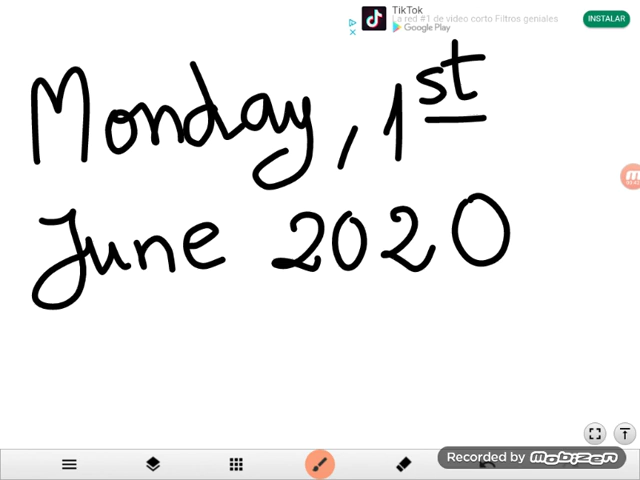 TikTok
La red #1 de video corto Filtros geniales
Google Play
INSTALAR
Monday, 1st
June 2020
Recorded by Mobizen